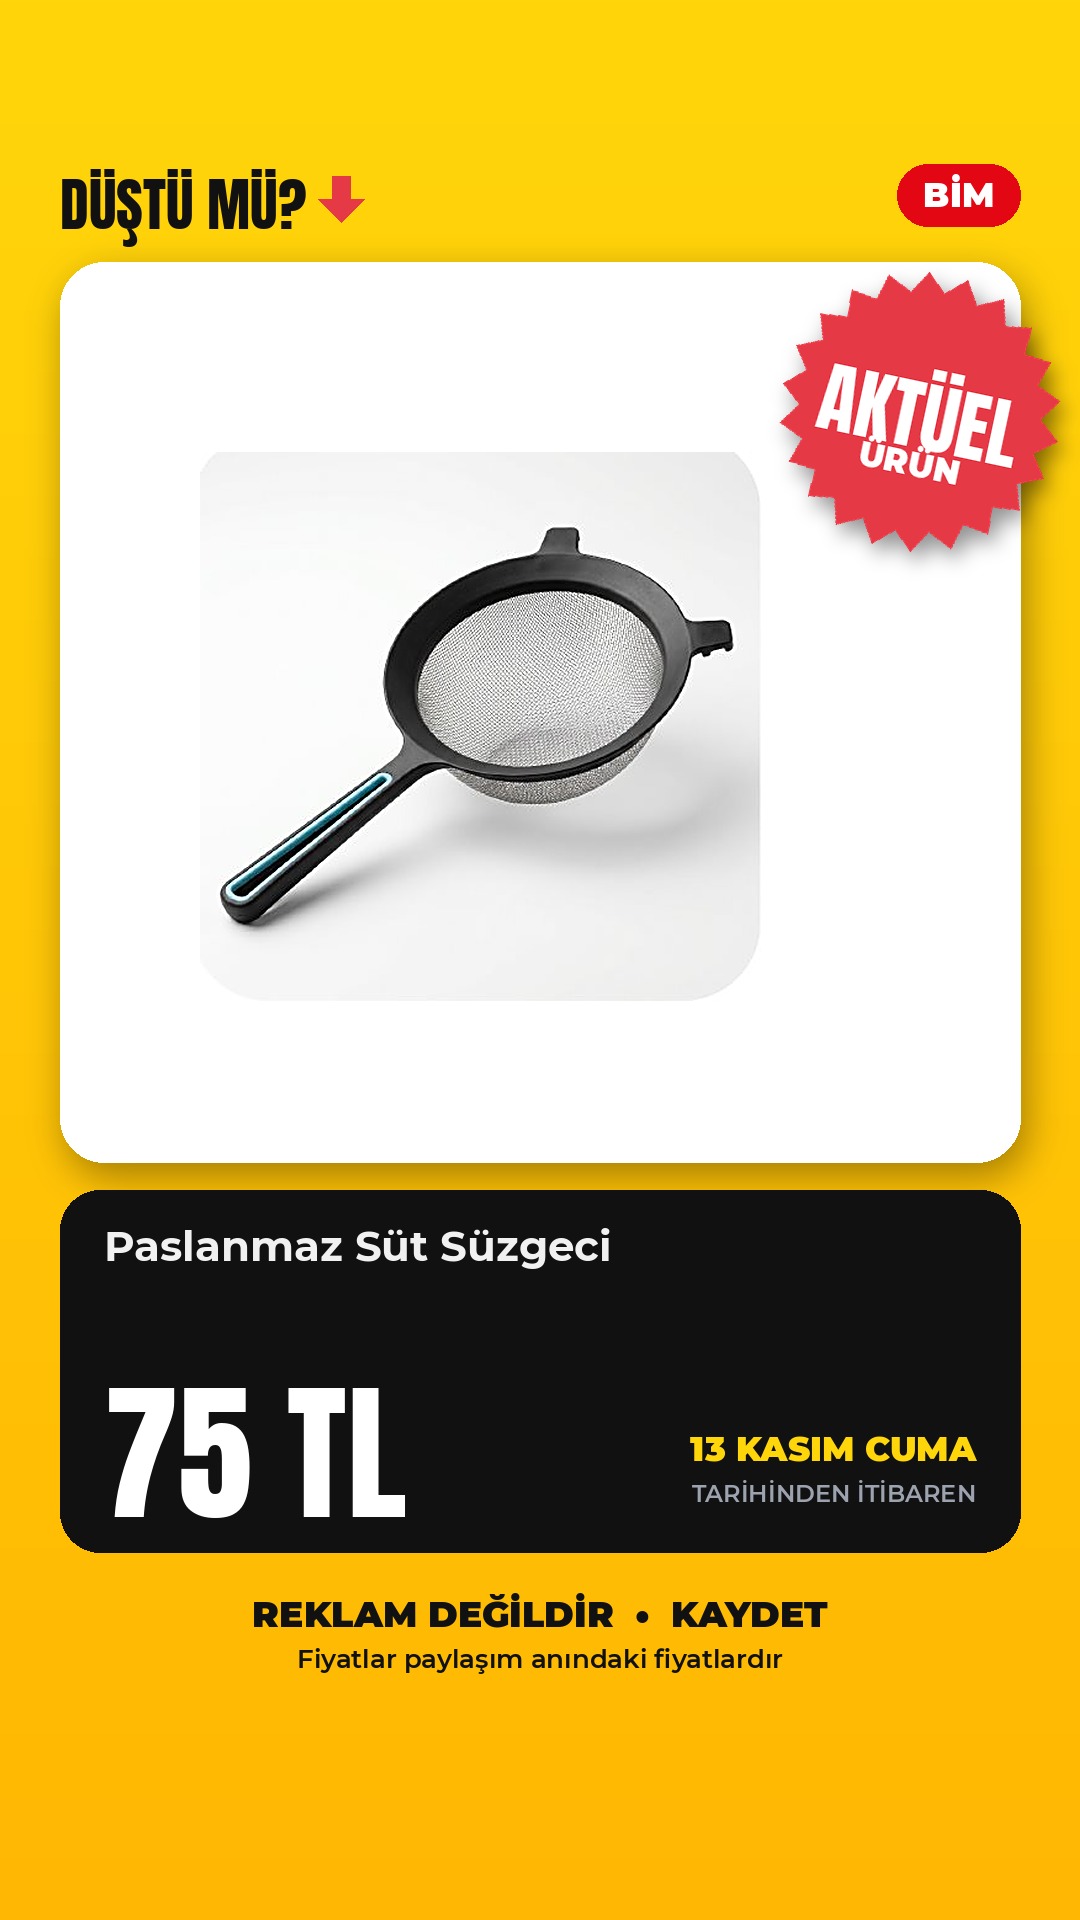 DÜŞTÜ MÜ?
BİM
AKTÜEL
ÜRÜN
Paslanmaz Süt Süzgeci
75 TL
13 KASIM CUMA
TARİHİNDEN İTİBAREN
REKLAM DEĞİLDİR • KAYDET
Fiyatlar paylaşım anındaki fiyatlardır